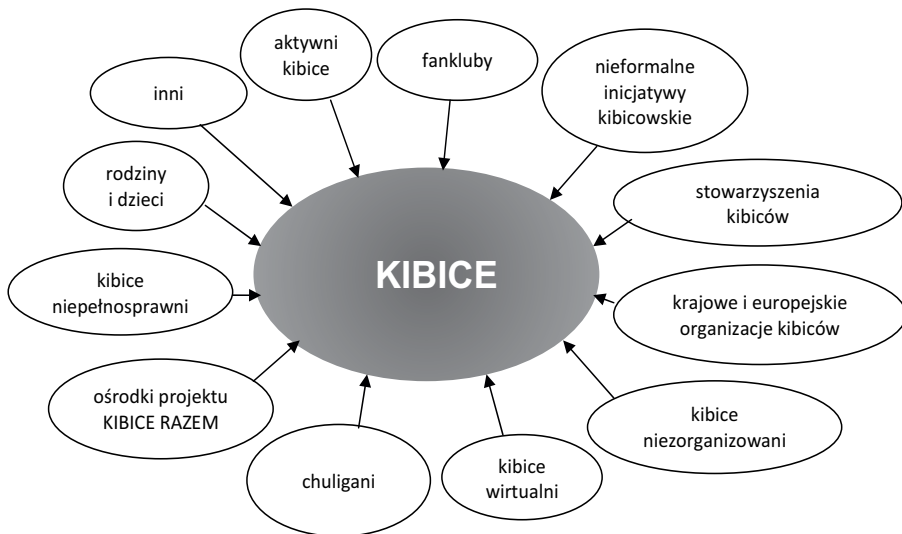 aktywni
kibice
fankluby
nieformalne
inicjatywy
kibicowskie
inni
rodziny
i dzieci
stowarzyszenia
kibiców
KIBICE
kibice
niepełnosprawni
krajowe i europejskie
organizacje kibiców
ośrodki projektu
KIBICE RAZEM
kibice
niezorganizowani
chuligani
kibice
wirtualni